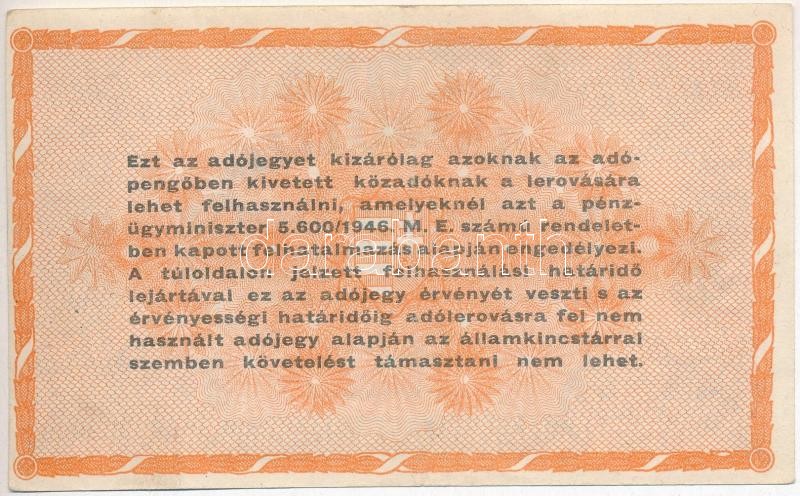 Ezt az adójegyet kizárólag azoknak az adó-
pengőben kivetett közadóknak a lerovására
lehet felhasználni, amelyeknél azt a pénz-
ügyminiszter 5.600/1946. M. E. számú rendelet-
ben kapott felhatalmazás alapján engedélyezi.
A túloldalon jelzett felhasználási határidő
lejártával ez az adójegy érvényét veszti s az
érvényességi határidőig adólerovásra fel nem
használt adójegy alapján az államkincstárral
szemben követelést támasztani nem lehet.